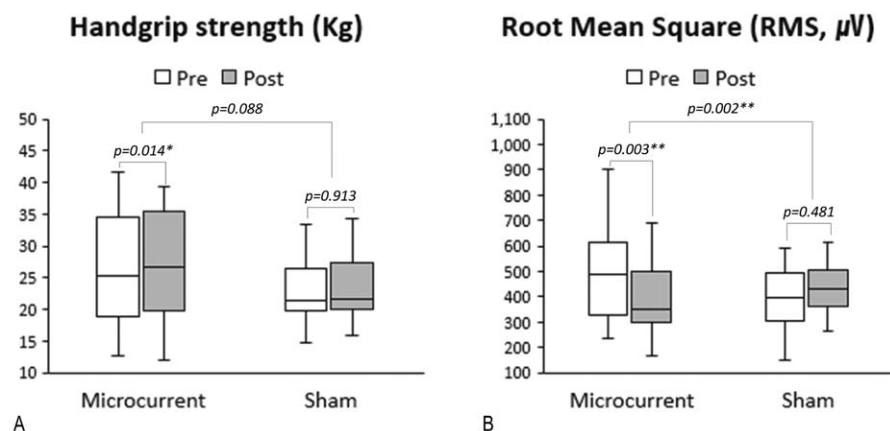 Handgrip strength (Kg)
Pre Post
50
45
40
35
30
25
20
15
10
p=0.088
p=0.014*
p=0.913
Microcurrent Sham
A
Root Mean Square (RMS, μV)
Pre Post
1,100
1,000
900
800
700
600
500
400
300
200
100
p=0.002**
p=0.003**
p=0.481
Microcurrent Sham
B